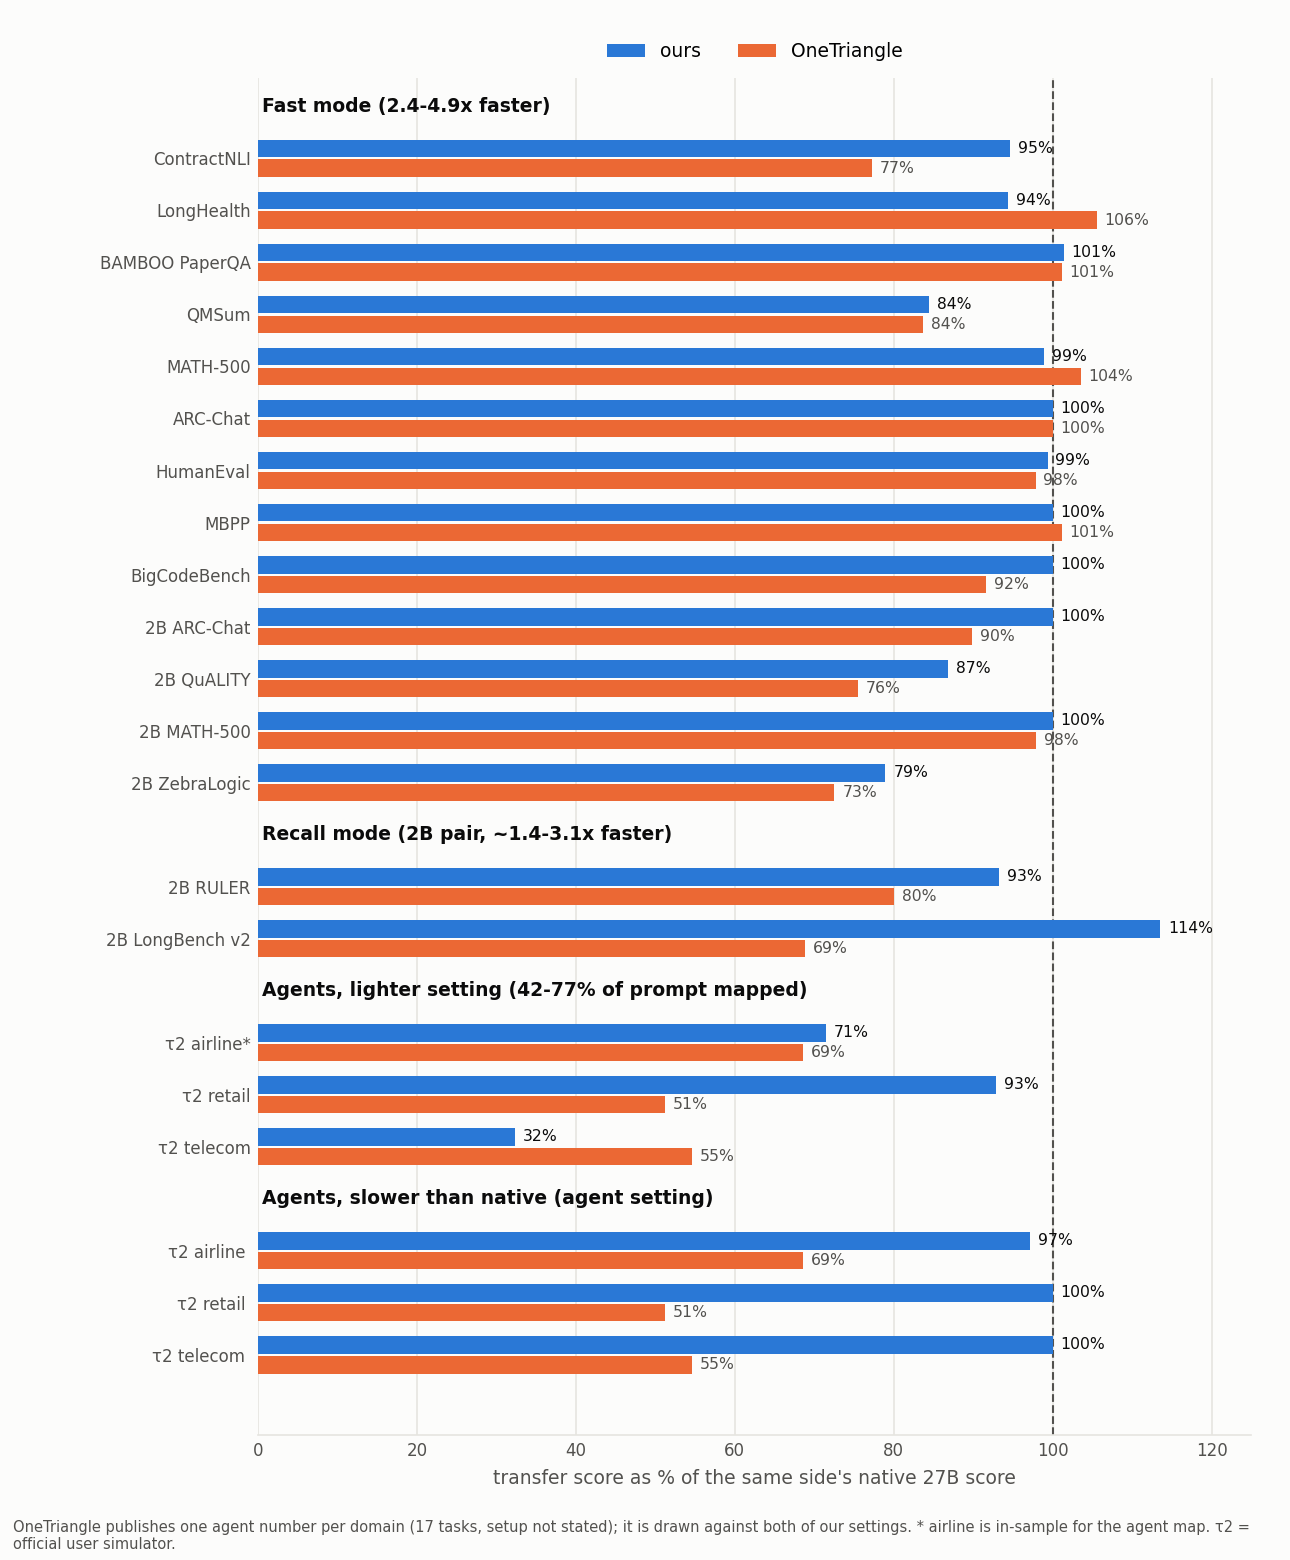 ours OneTriangle
Fast mode (2.4-4.9x faster)
ContractNLI 95%
77%
LongHealth 94%
106%
BAMBOO PaperQA 101%
101%
QMSum 84%
84%
MATH-500 99%
104%
ARC-Chat 100%
100%
HumanEval 99%
98%
MBPP 100%
101%
BigCodeBench 100%
92%
2B ARC-Chat 100%
90%
2B QuALITY 87%
76%
2B MATH-500 100%
98%
2B ZebraLogic 79%
73%
Recall mode (2B pair, ~1.4-3.1x faster)
2B RULER 93%
80%
2B LongBench v2 114%
69%
Agents, lighter setting (42-77% of prompt mapped)
τ2 airline* 71%
69%
τ2 retail 93%
51%
τ2 telecom 32%
55%
Agents, slower than native (agent setting)
τ2 airline 97%
69%
τ2 retail 100%
51%
τ2 telecom 100%
55%
0 20 40 60 80 100 120
transfer score as % of the same side's native 27B score
OneTriangle publishes one agent number per domain (17 tasks, setup not stated); it is drawn against both of our settings. * airline is in-sample for the agent map. τ2 =
official user simulator.